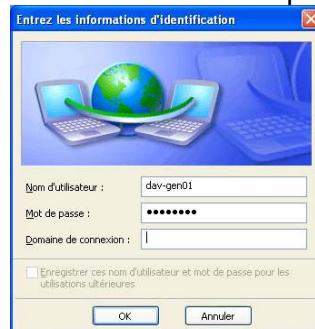 Entrez les informations d'identification
Nom d'utilisateur : dav-gen01
Mot de passe : ••••••••
Domaine de connexion :
Enregistrer ces nom d'utilisateur et mot de passe pour les
utilisations ultérieures
OK Annuler